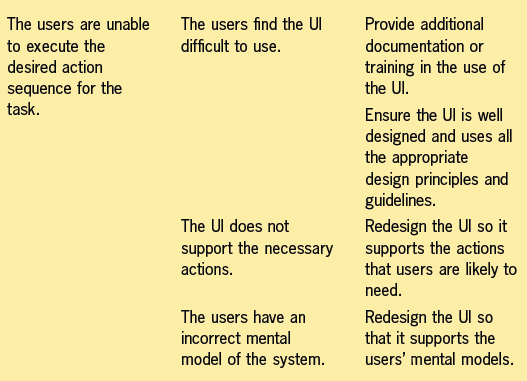 The users are unable
to execute the
desired action
sequence for the
task.
The users find the UI
difficult to use.
Provide additional
documentation or
training in the use of
the UI.
Ensure the UI is well
designed and uses all
the appropriate
design principles and
guidelines.
The UI does not
support the necessary
actions.
Redesign the UI so it
supports the actions
that users are likely to
need.
The users have an
incorrect mental
model of the system.
Redesign the UI so
that it supports the
users’ mental models.